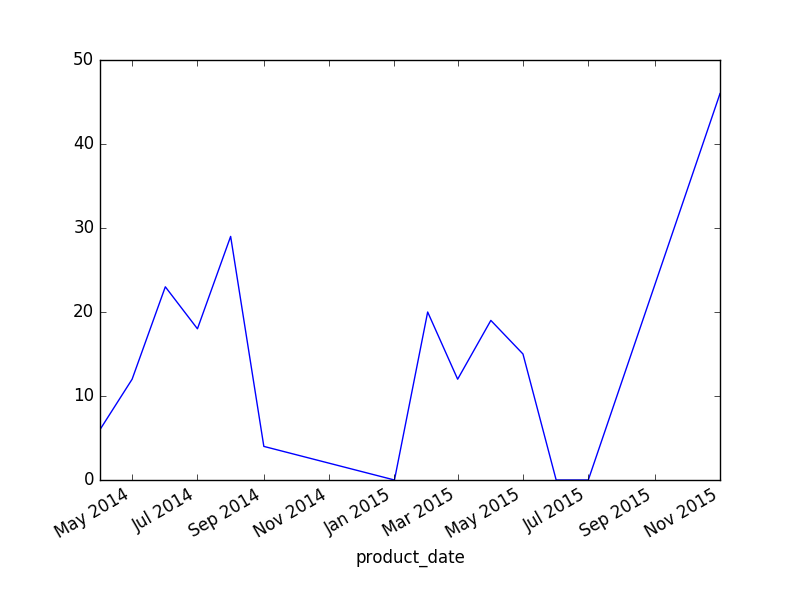 50
40
30
20
10
0
May 2014
Jul 2014
Sep 2014
Nov 2014
Jan 2015
Mar 2015
May 2015
Jul 2015
Sep 2015
Nov 2015
product_date